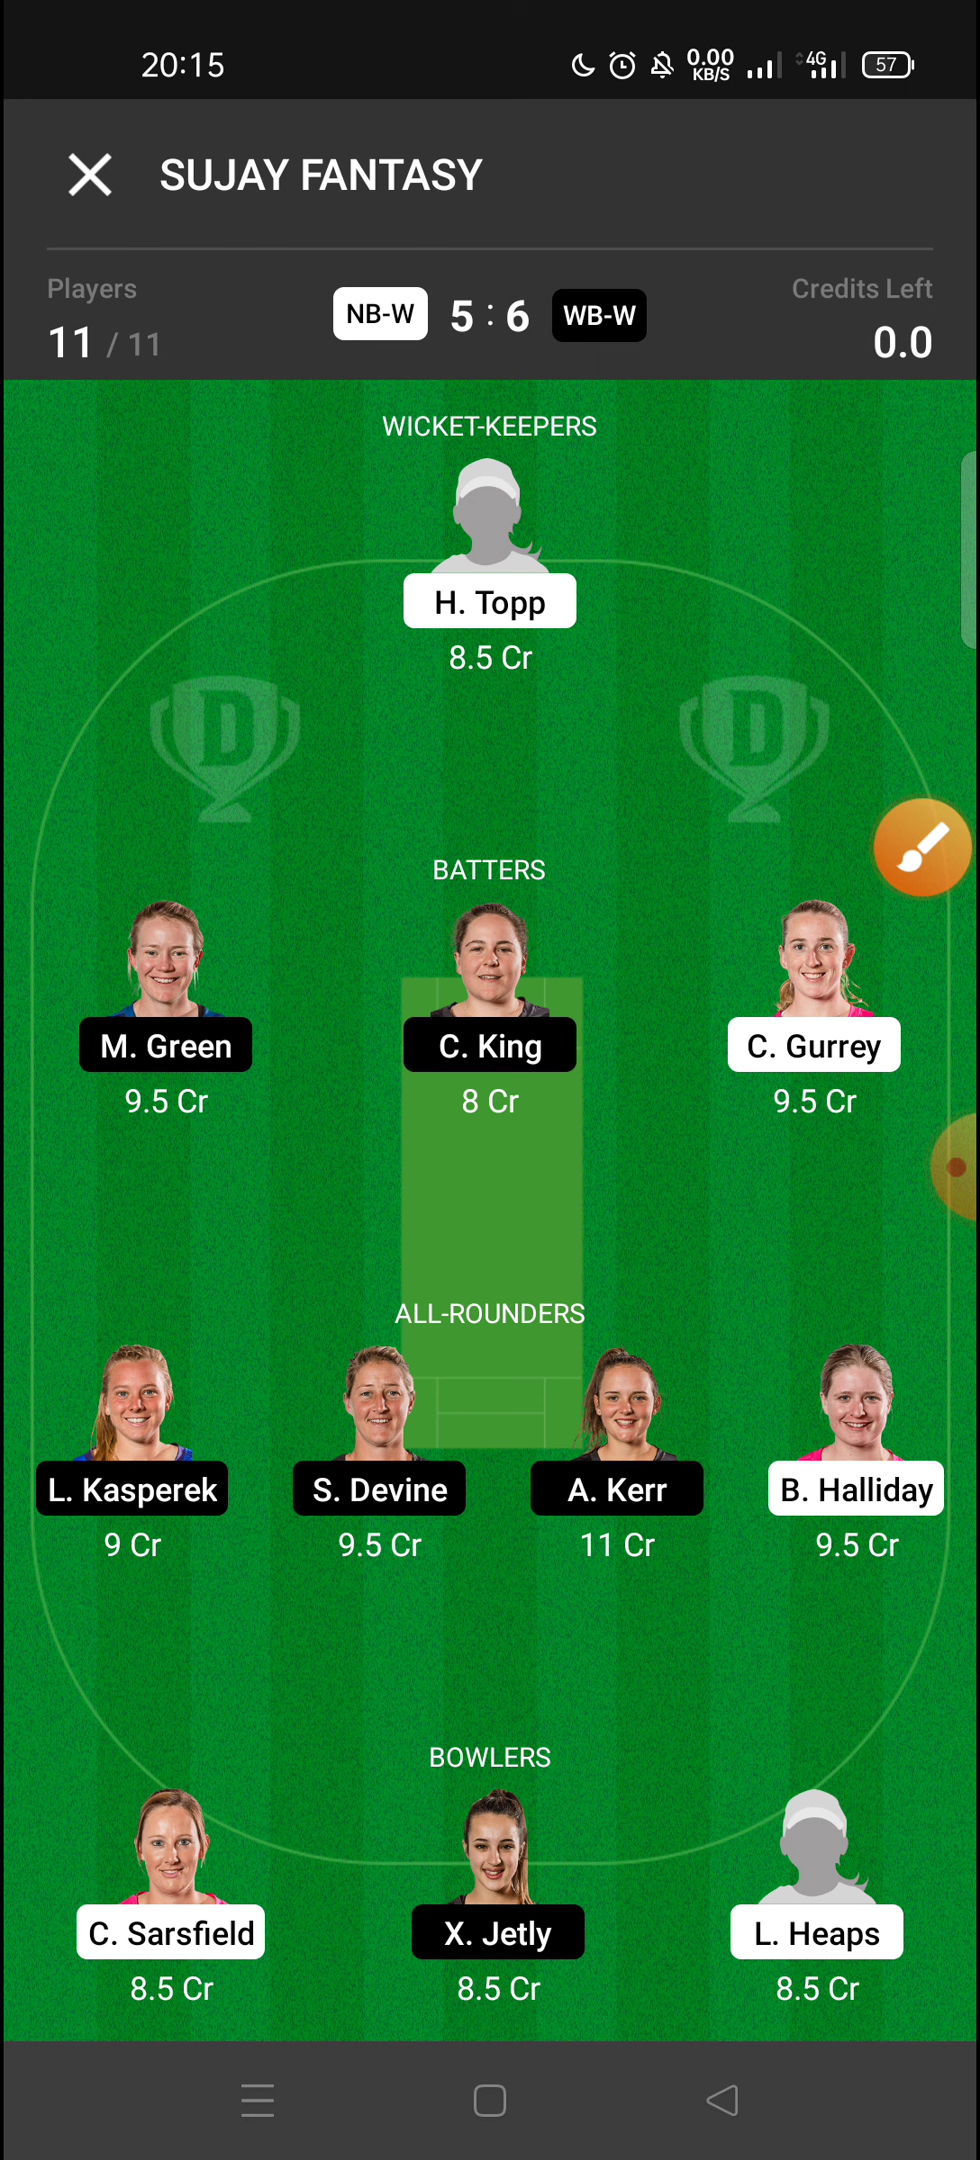 20:15 0.00 KB/S 4G 57
SUJAY FANTASY
Players Credits Left
11 / 11 NB-W 5 : 6 WB-W 0.0
WICKET-KEEPERS
H. Topp
8.5 Cr
D D
BATTERS
M. Green C. King C. Gurrey
9.5 Cr 8 Cr 9.5 Cr
ALL-ROUNDERS
L. Kasperek S. Devine A. Kerr B. Halliday
9 Cr 9.5 Cr 11 Cr 9.5 Cr
BOWLERS
C. Sarsfield X. Jetly L. Heaps
8.5 Cr 8.5 Cr 8.5 Cr